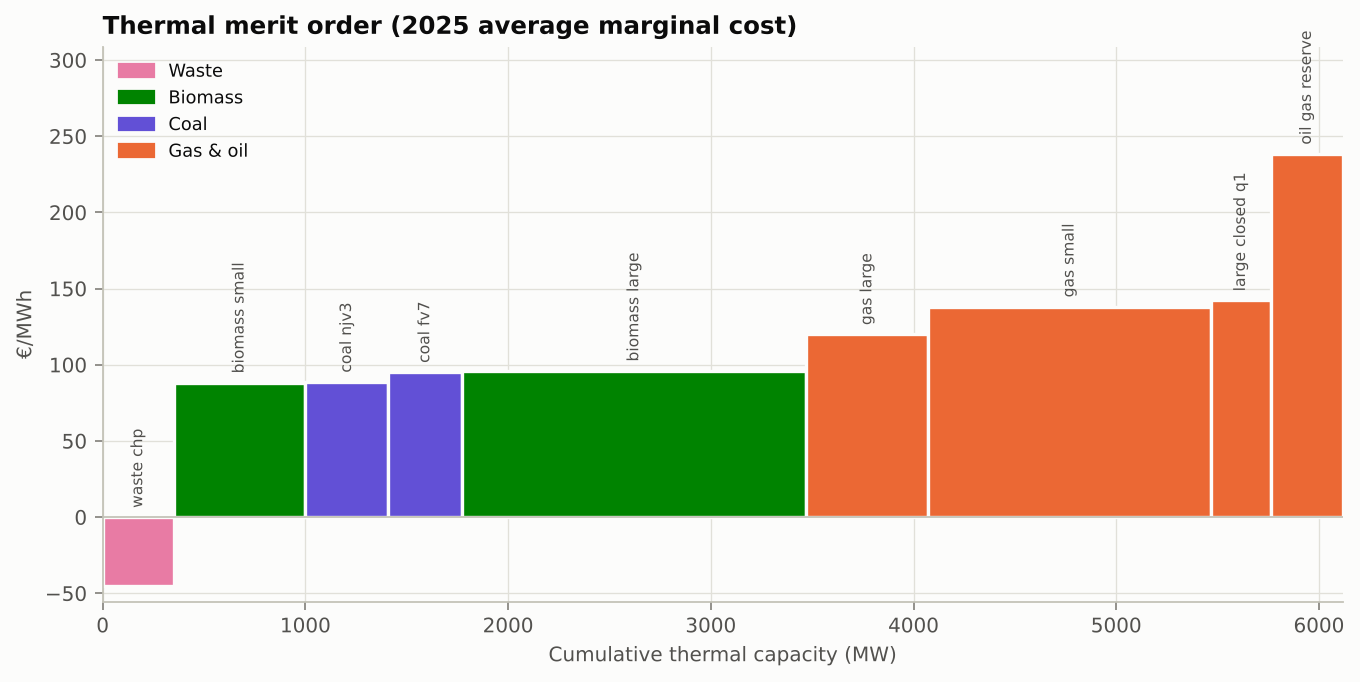 Thermal merit order (2025 average marginal cost)
Waste
Biomass
Coal
Gas & oil
€/MWh
300
250
200
150
100
50
0
−50
waste chp
biomass small
coal njv3
coal fv7
biomass large
gas large
gas small
large closed q1
oil gas reserve
0 1000 2000 3000 4000 5000 6000
Cumulative thermal capacity (MW)